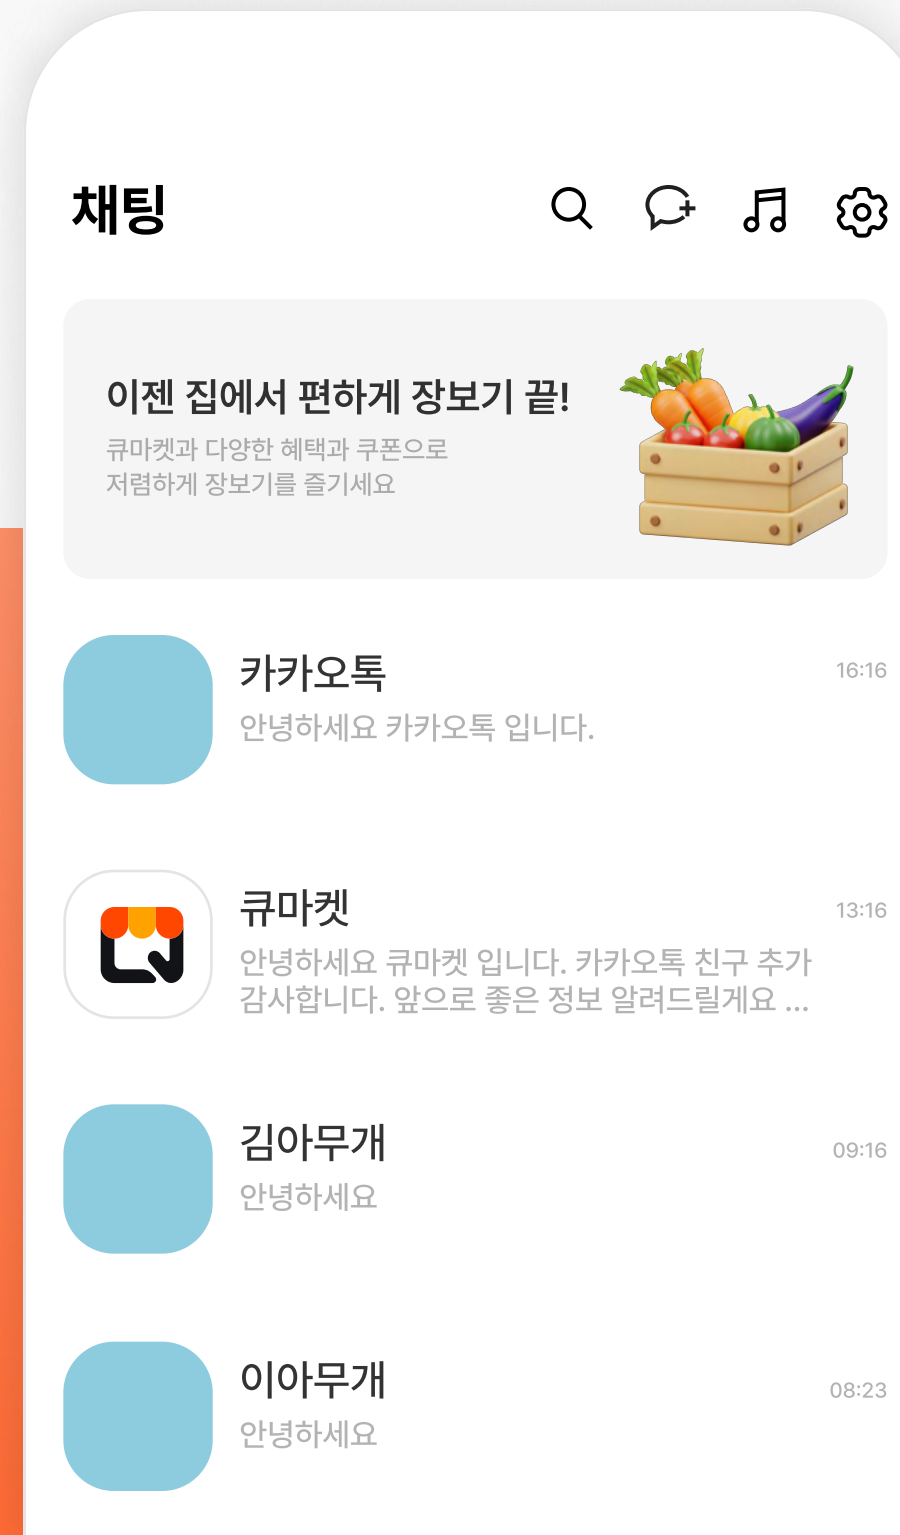 채팅
이젠 집에서 편하게 장보기 끝!
큐마켓과 다양한 혜택과 쿠폰으로
저렴하게 장보기를 즐기세요
카카오톡
16:16
안녕하세요 카카오톡 입니다.
큐마켓
13:16
안녕하세요 큐마켓 입니다. 카카오톡 친구 추가
감사합니다. 앞으로 좋은 정보 알려드릴게요 ...
김아무개
09:16
안녕하세요
이아무개
08:23
안녕하세요